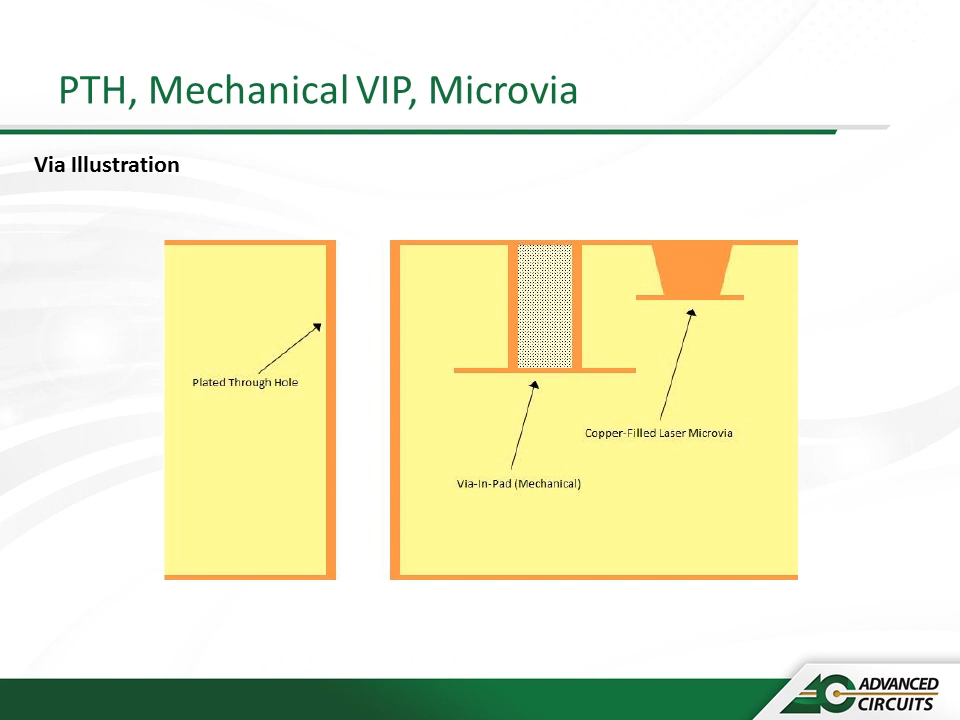 PTH, Mechanical VIP, Microvia
Via Illustration
Plated Through Hole
Copper-Filled Laser Microvia
Via-In-Pad (Mechanical)
40 ADVANCED
CIRCUITS